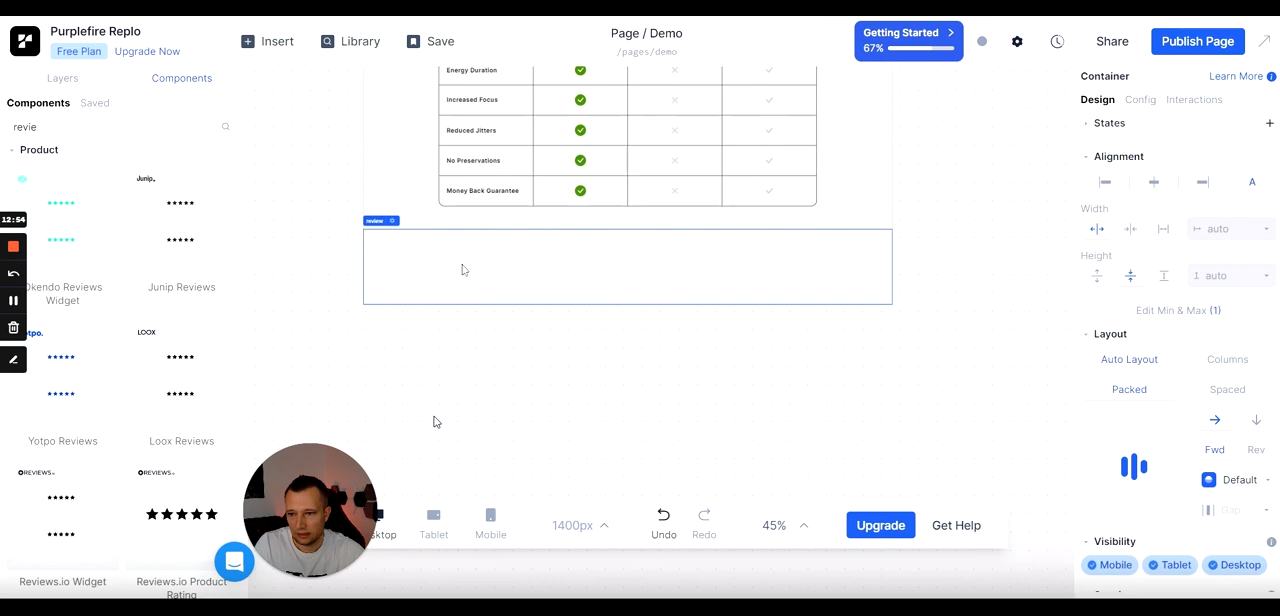 Purplefire Replo
Free Plan
Upgrade Now
Insert
Library
Save
Page / Demo
/pages/demo
Getting Started
67%
Share
Publish Page
Layers
Components
Components
Saved
revie
Product
Junip.
Okendo Reviews
Widget
Junip Reviews
12:54
LOOX
Yotpo Reviews
Loox Reviews
REVIEWS.io
REVIEWS.io
Reviews.io Widget
Reviews.io Product
Rating
Energy Duration
Increased Focus
Reduced Jitters
No Preservations
Money Back Guarantee
review
Tablet
Mobile
1400px
Undo
Redo
45%
Upgrade
Get Help
Container
Learn More
Design
Config
Interactions
States
Alignment
A
Width
auto
Height
auto
Edit Min & Max (1)
Layout
Auto Layout
Columns
Packed
Spaced
Fwd
Rev
Default
Gap
Visibility
Mobile
Tablet
Desktop